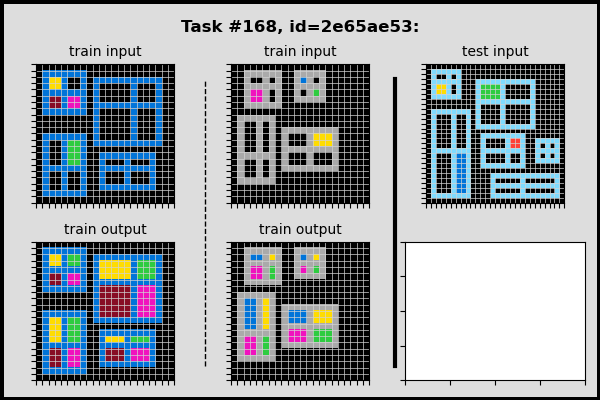 Task #168, id=2e65ae53:
train input
train input
test input
train output
train output